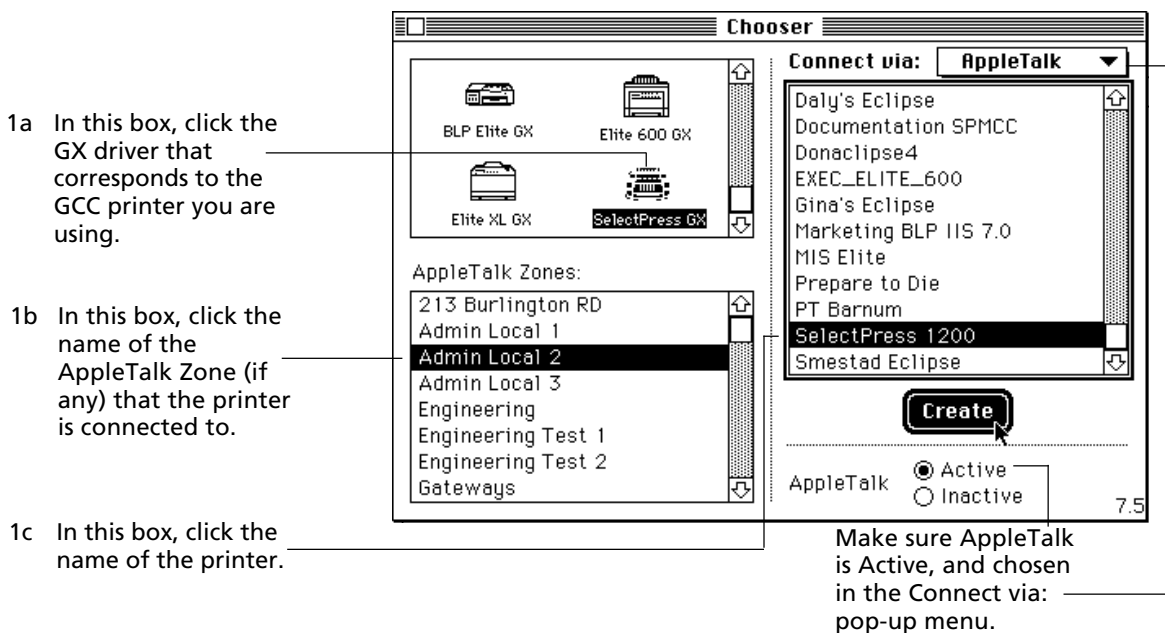 Chooser
Connect via: AppleTalk
BLP Elite GX
Elite 600 GX
Elite XL GX
SelectPress GX
AppleTalk Zones:
213 Burlington RD
Admin Local 1
Admin Local 2
Admin Local 3
Engineering
Engineering Test 1
Engineering Test 2
Gateways
Daly's Eclipse
Documentation SPMCC
Donaclipse4
EXEC_ELITE_600
Gina's Eclipse
Marketing BLP IIS 7.0
MIS Elite
Prepare to Die
PT Barnum
SelectPress 1200
Smestad Eclipse
Create
AppleTalk
Active
Inactive
7.5
1a In this box, click the
GX driver that
corresponds to the
GCC printer you are
using.
1b In this box, click the
name of the
AppleTalk Zone (if
any) that the printer
is connected to.
1c In this box, click the
name of the printer.
Make sure AppleTalk
is Active, and chosen
in the Connect via:
pop-up menu.